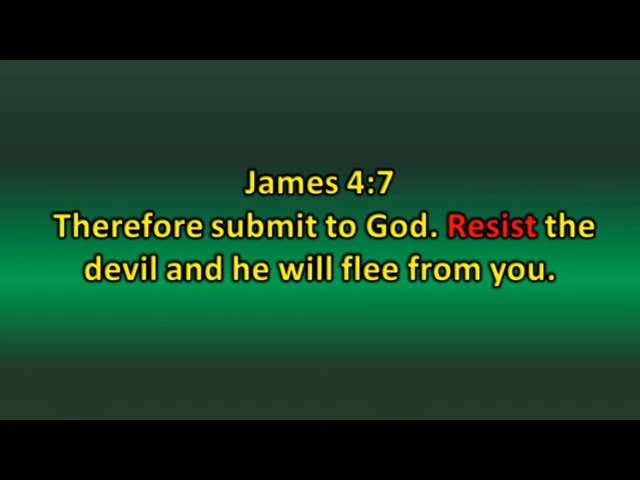 James 4:7
Therefore submit to God. Resist the
devil and he will flee from you.